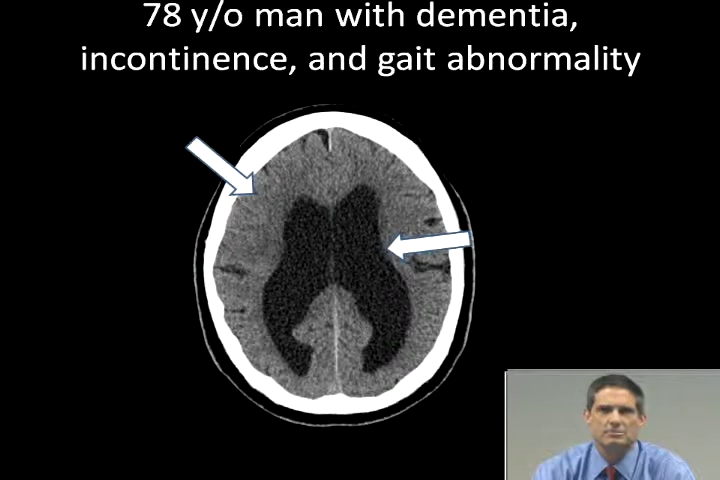 78 y/o man with dementia,
incontinence, and gait abnormality